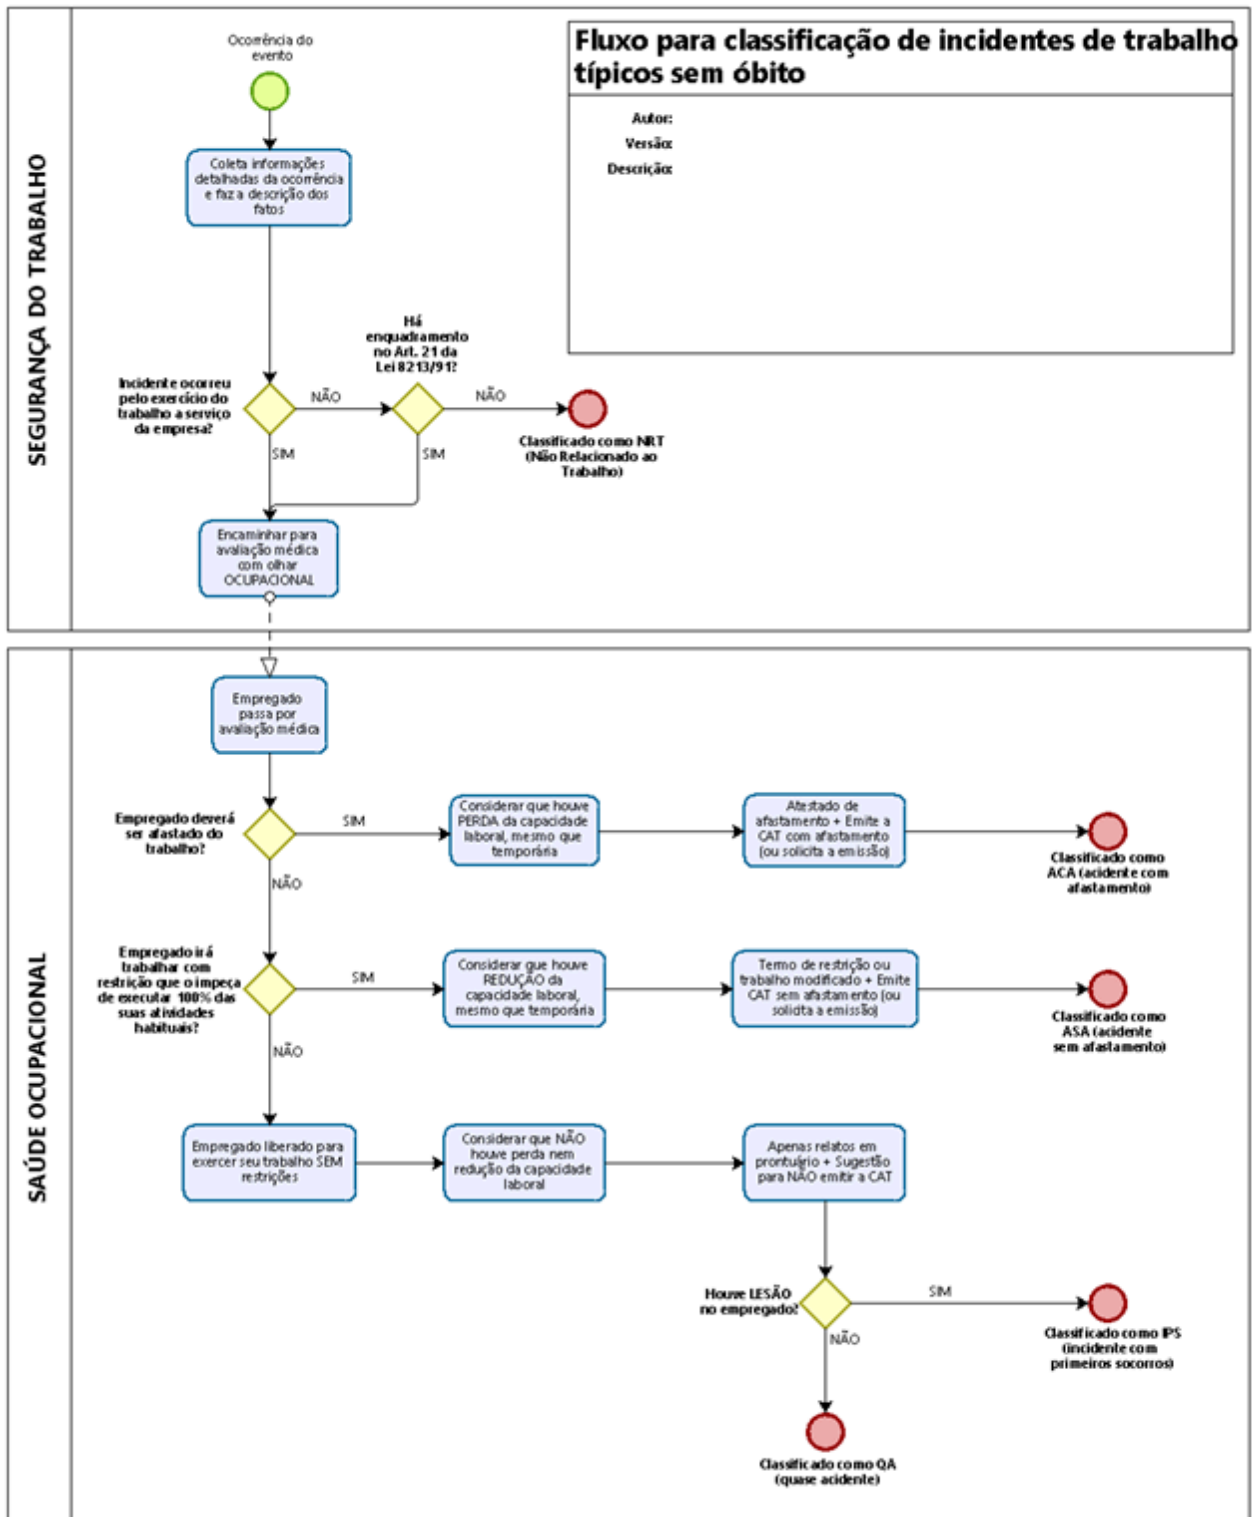 Fluxo para classificação de incidentes de trabalho
típicos sem óbito
Autor:
Versão:
Descrição:
SEGURANÇA DO TRABALHO
Ocorrência do
evento
Coleta informações
detalhadas da ocorrência
e faz a descrição dos
fatos
Incidente ocorreu
pelo exercício do
trabalho a serviço
da empresa?
NÃO
SIM
Há
enquadramento
no Art. 21 da
Lei 8213/91?
NÃO
SIM
Classificado como NRT
(Não Relacionado ao
Trabalho)
Encaminhar para
avaliação médica
com olhar
OCUPACIONAL
SAÚDE OCUPACIONAL
Empregado
passa por
avaliação médica
Empregado deverá
ser afastado do
trabalho?
SIM
NÃO
Considerar que houve
PERDA da capacidade
laboral, mesmo que
temporária
Atestado de
afastamento + Emite a
CAT com afastamento
(ou solicita a emissão)
Classificado como
ACA (acidente com
afastamento)
Empregado irá
trabalhar com
restrição que o impeça
de executar 100% das
suas atividades
habituais?
SIM
NÃO
Considerar que houve
REDUÇÃO da
capacidade laboral,
mesmo que temporária
Termo de restrição ou
trabalho modificado + Emite
CAT sem afastamento (ou
solicita a emissão)
Classificado como
ASA (acidente
sem afastamento)
Empregado liberado para
exercer seu trabalho SEM
restrições
Considerar que NÃO
houve perda nem
redução da capacidade
laboral
Apenas relatos em
prontuário + Sugestão
para NÃO emitir a CAT
Houve LESÃO
no empregado?
SIM
NÃO
Classificado como IPS
(incidente com
primeiros socorros)
Classificado como QA
(quase acidente)